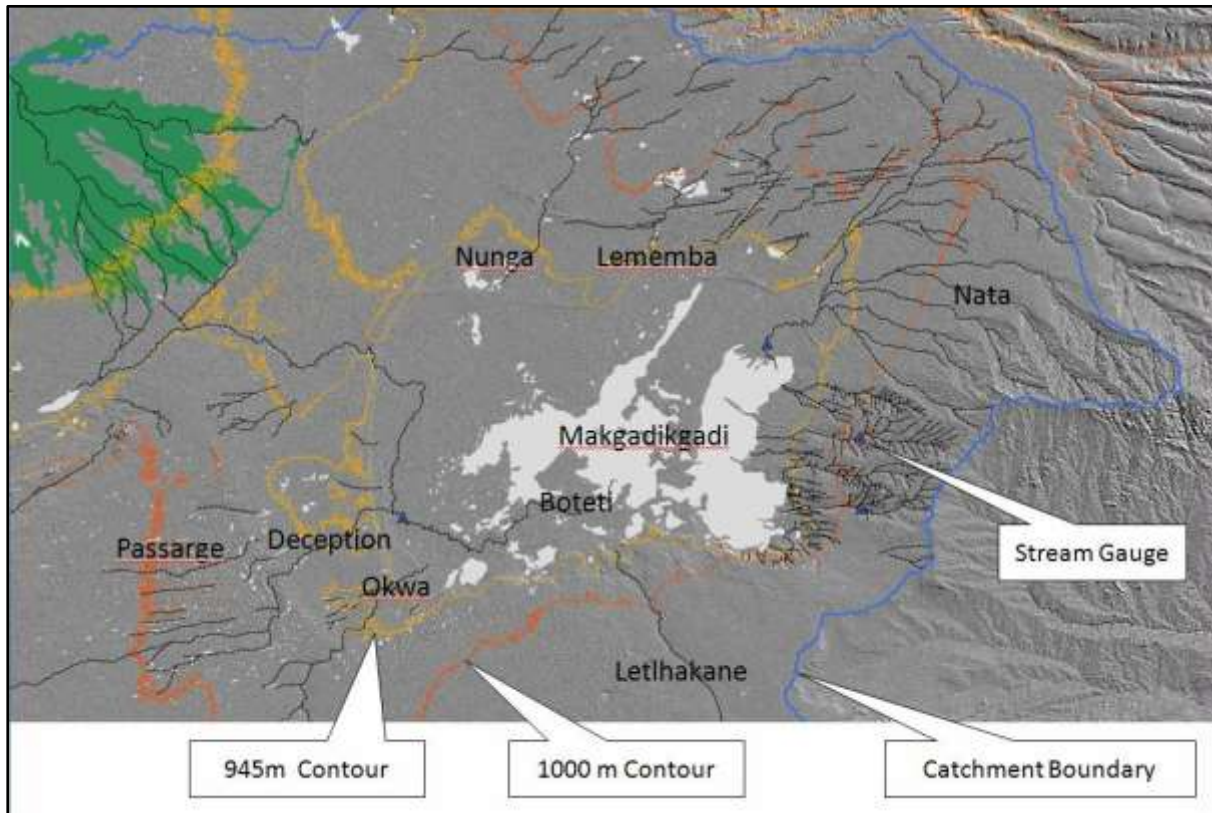 Nunga
Lememba
Nata
Makgadikgadi
Boteti
Passarge
Deception
Okwa
Stream Gauge
Letlhakane
945m Contour
1000 m Contour
Catchment Boundary